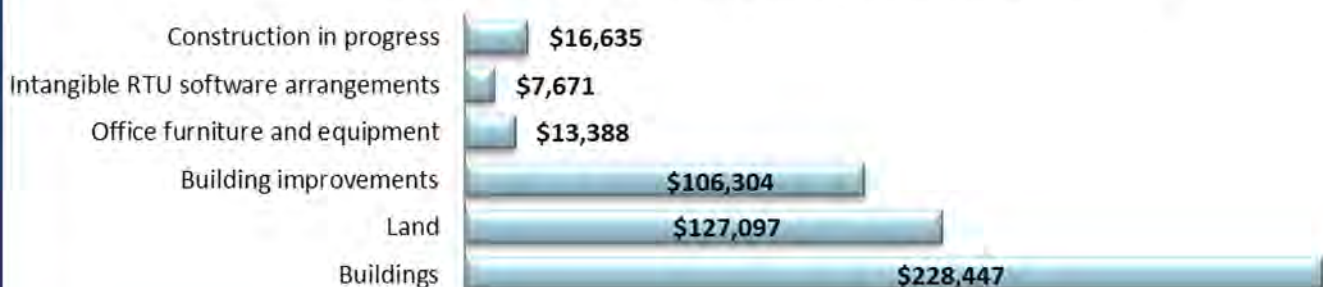 Construction in progress $16,635
Intangible RTU software arrangements $7,671
Office furniture and equipment $13,388
Building improvements $106,304
Land $127,097
Buildings $228,447